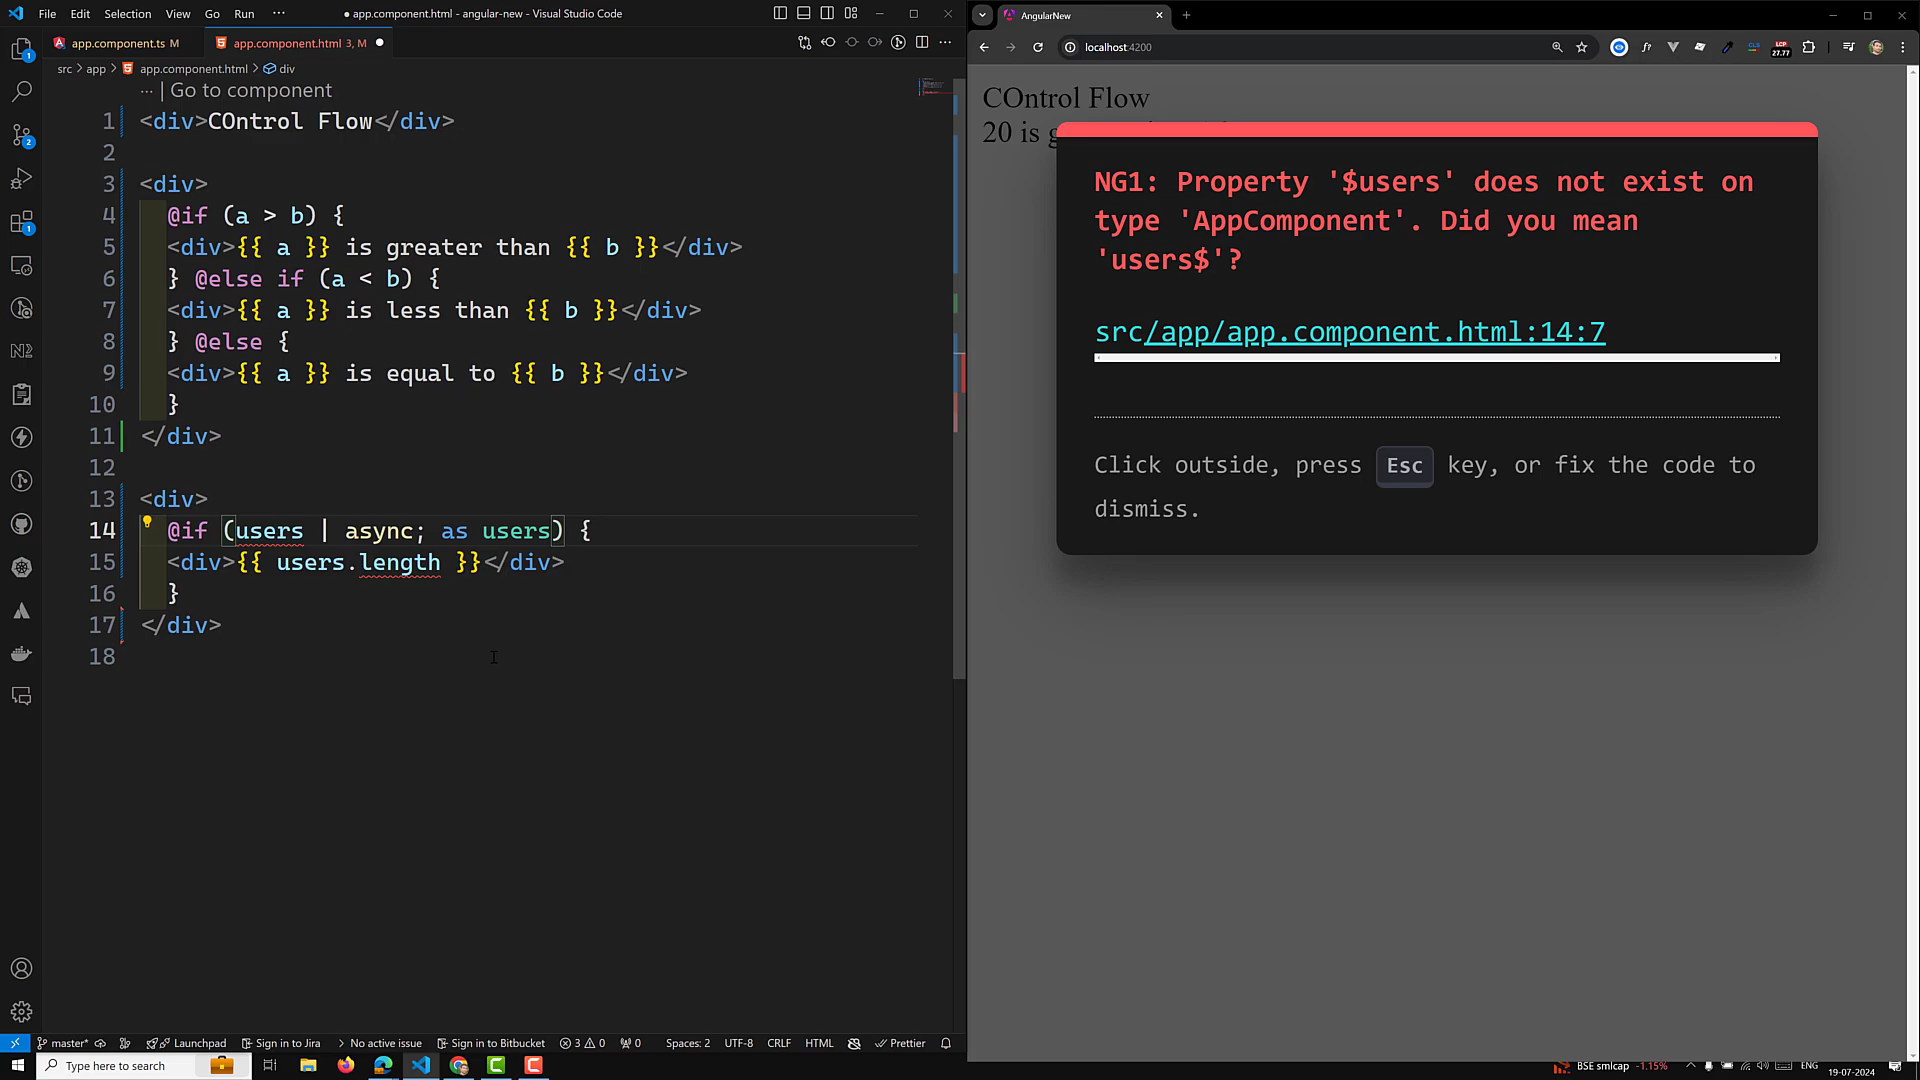 File Edit Selection View Go Run ··· ● app.component.html - angular-new - Visual Studio Code
app.component.ts M app.component.html 3, M ●
src > app > app.component.html > div
··· | Go to component
1 <div>COntrol Flow</div>
2
3 <div>
4 @if (a > b) {
5 <div>{{ a }} is greater than {{ b }}</div>
6 } @else if (a < b) {
7 <div>{{ a }} is less than {{ b }}</div>
8 } @else {
9 <div>{{ a }} is equal to {{ b }}</div>
10 }
11 </div>
12
13 <div>
14 @if (users | async; as users) {
15 <div>{{ users.length }}</div>
16 }
17 </div>
18
master* Launchpad Sign in to Jira No active issue Sign in to Bitbucket 3 0 0 Spaces: 2 UTF-8 CRLF HTML Prettier
AngularNew
localhost:4200
COntrol Flow
20 is
NG1: Property '$users' does not exist on
type 'AppComponent'. Did you mean
'users$'?
src/app/app.component.html:14:7
Click outside, press Esc key, or fix the code to
dismiss.
Type here to search
BSE smlcap -1.15% ENG 19-07-2024